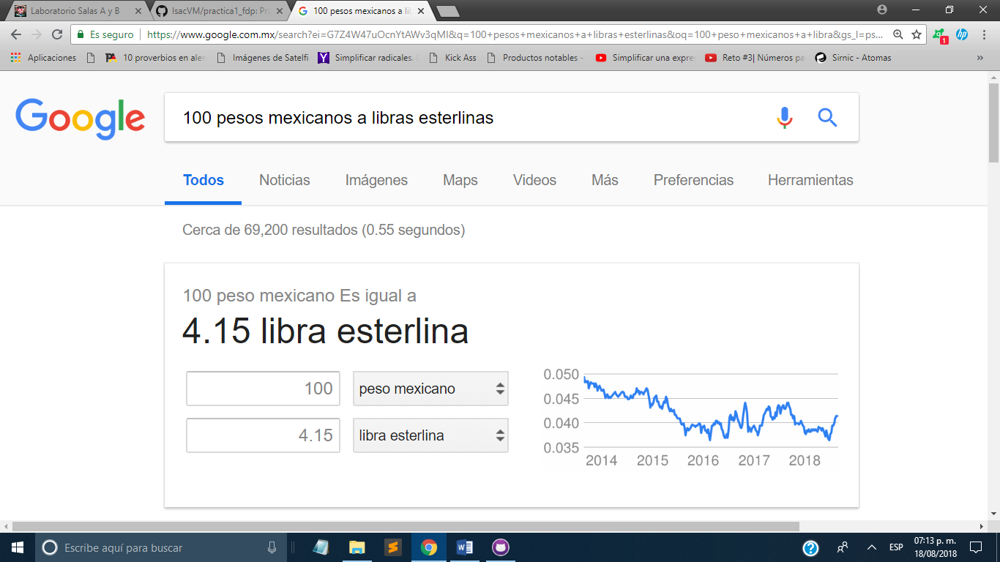 Laboratorio Salas A y B
IsacVM/practica1_fdp: Pr
100 pesos mexicanos a lib
Es seguro
https://www.google.com.mx/search?ei=G7Z4W47uOcnYtAWv3qMI&q=100+pesos+mexicanos+a+libras+esterlinas&oq=100+peso+mexicanos+a+libra&gs_l=ps...
1
hp
Aplicaciones
10 proverbios en alen
Imágenes de Satelfi
Simplificar radicales.
Kick Ass
Productos notables -
Simplificar una expre
Reto #3| Números pa
Sirnic - Atomas
»
Google
100 pesos mexicanos a libras esterlinas
Todos
Noticias
Imágenes
Maps
Videos
Más
Preferencias
Herramientas
Cerca de 69,200 resultados (0.55 segundos)
100 peso mexicano Es igual a
4.15 libra esterlina
100
peso mexicano
4.15
libra esterlina
0.050
0.045
0.040
0.035
2014 2015 2016 2017 2018
Escribe aquí para buscar
ESP
07:13 p. m.
18/08/2018